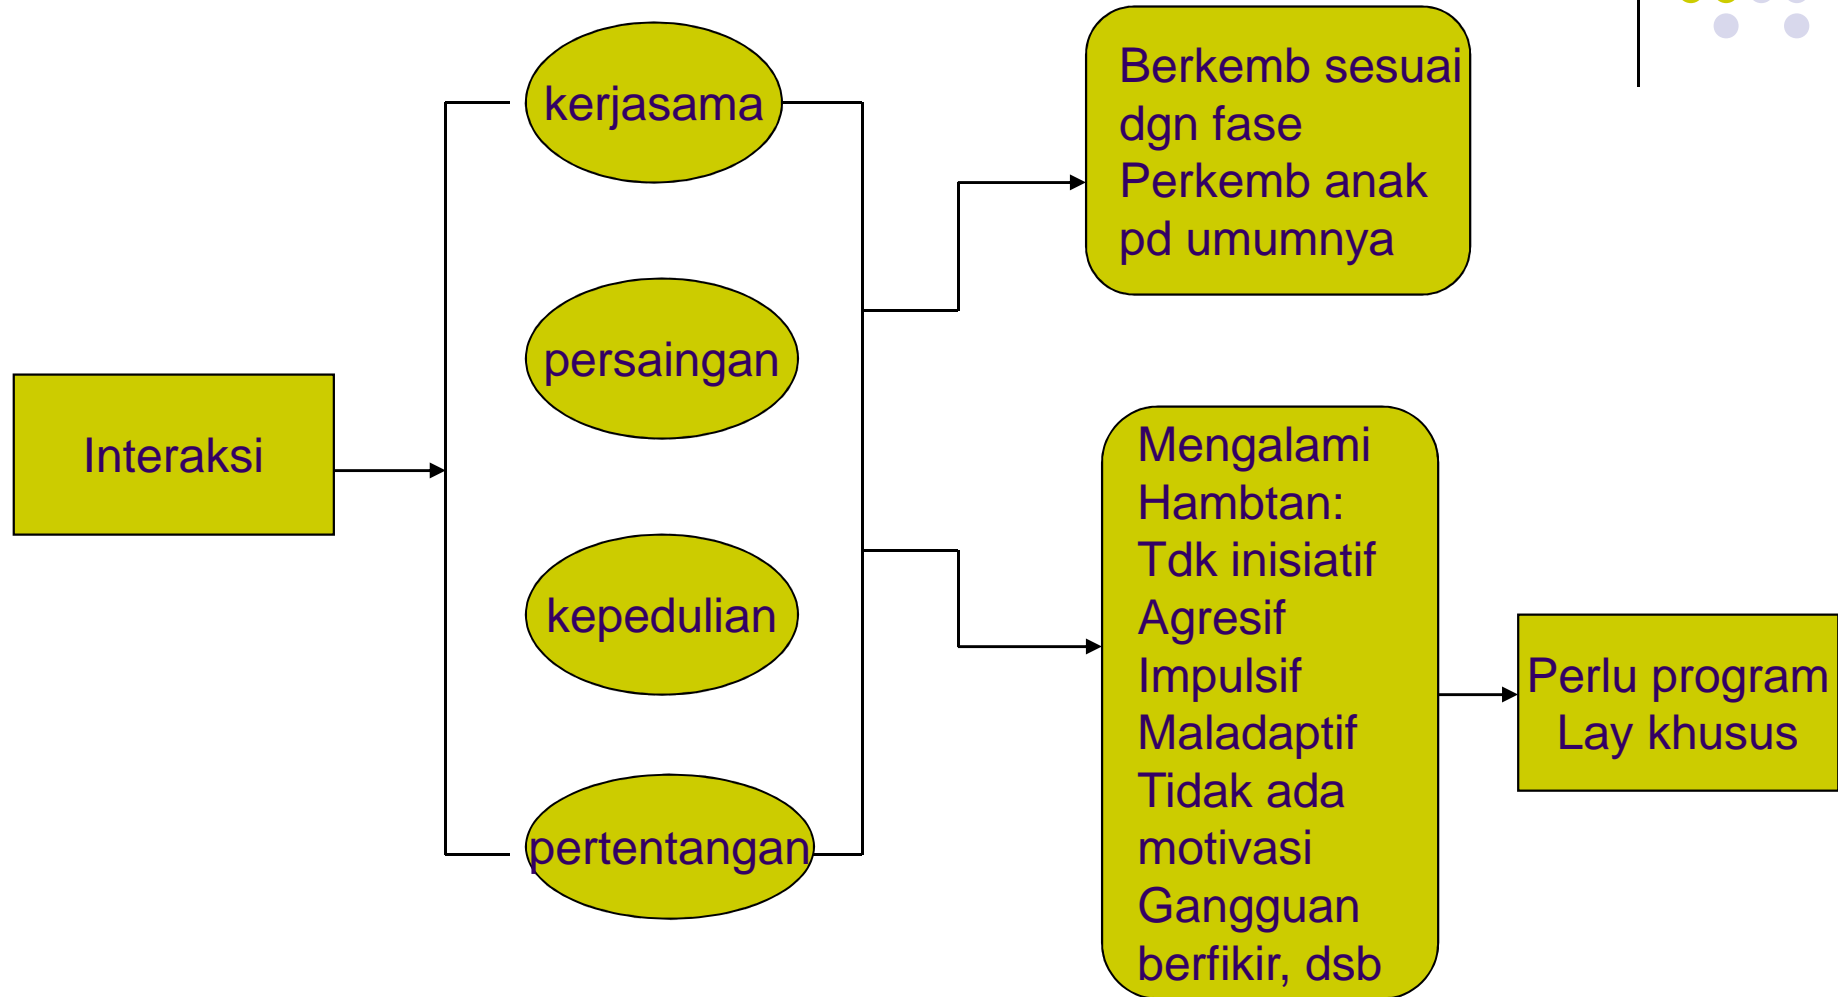 Interaksi
kerjasama
persaingan
kepedulian
pertentangan
Berkemb sesuai
dgn fase
Perkemb anak
pd umumnya
Mengalami
Hambtan:
Tdk inisiatif
Agresif
Impulsif
Maladaptif
Tidak ada
motivasi
Gangguan
berfikir, dsb
Perlu program
Lay khusus